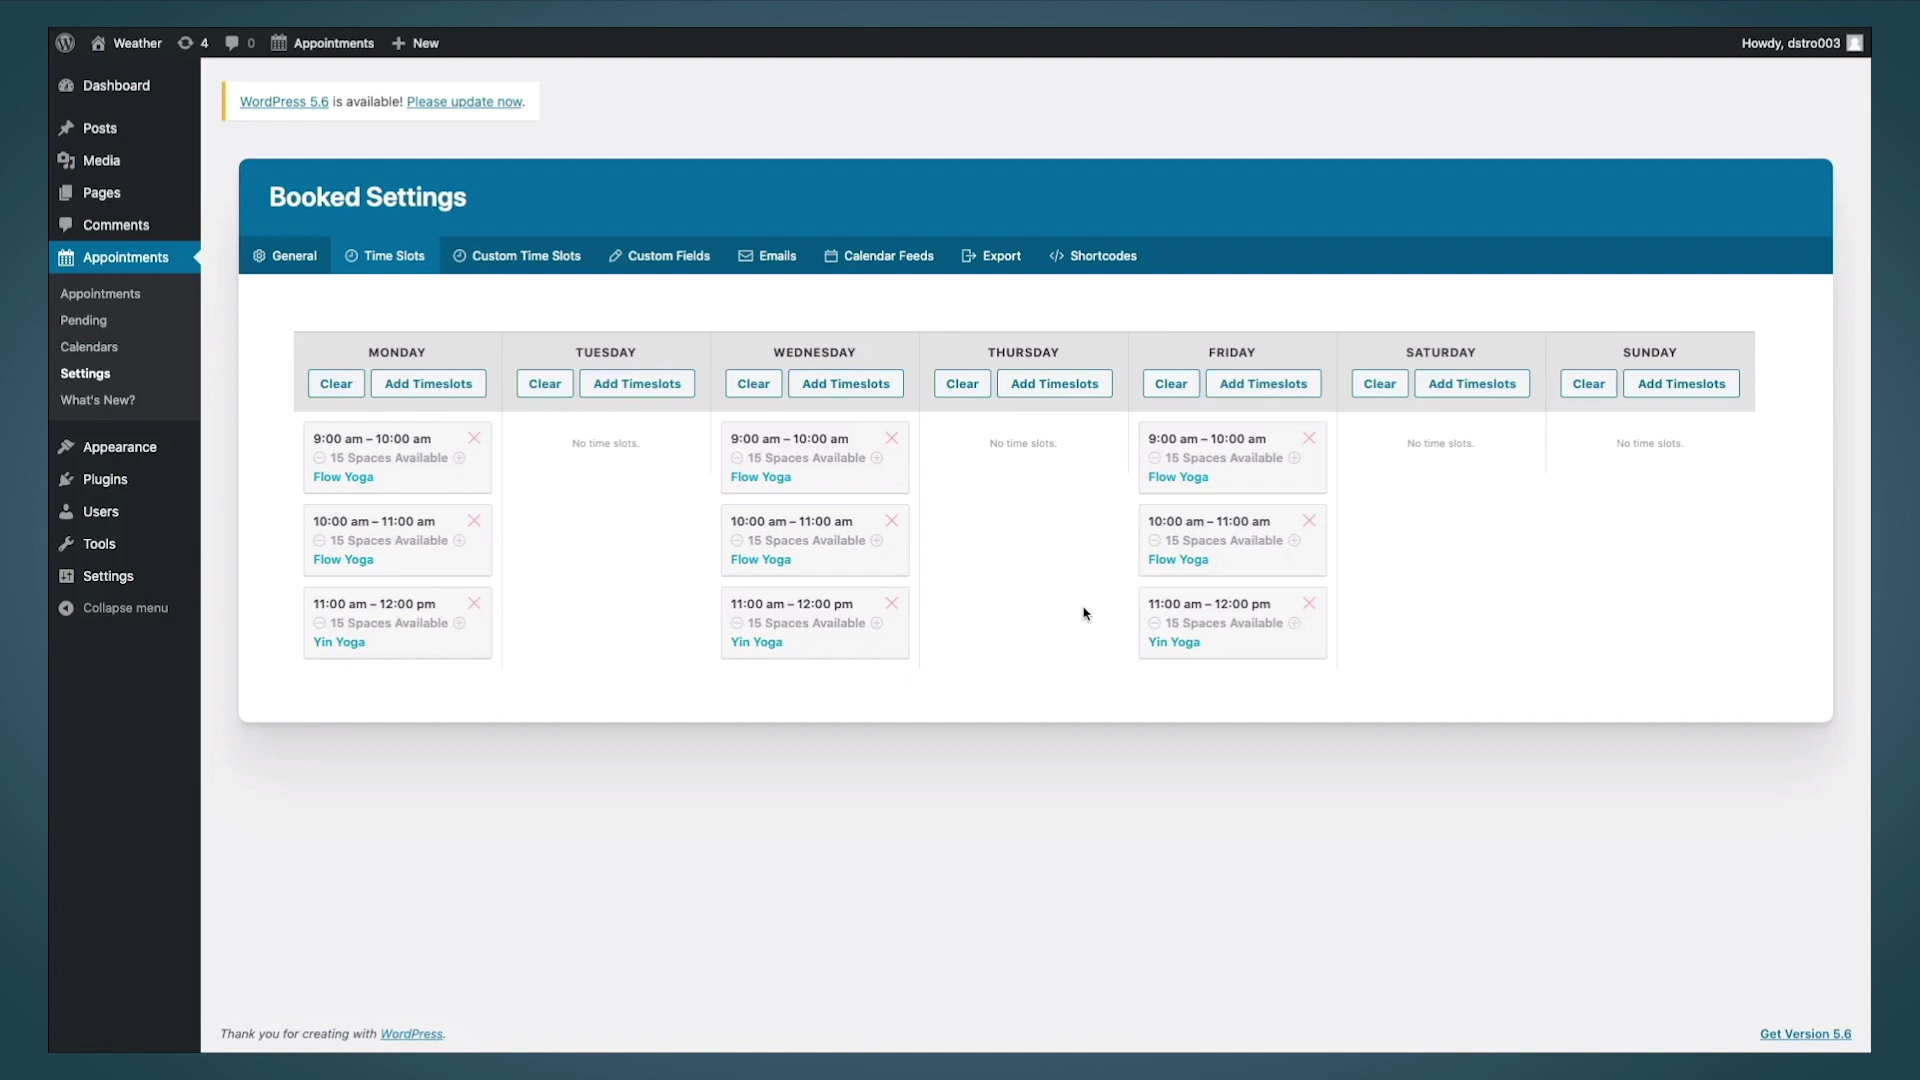 Weather 4 0 Appointments New Howdy, dstro003
Dashboard
Posts
Media
Pages
Comments
Appointments
Appointments
Pending
Calendars
Settings
What's New?
Appearance
Plugins
Users
Tools
Settings
Collapse menu
WordPress 5.6 is available! Please update now.
Booked Settings
General Time Slots Custom Time Slots Custom Fields Emails Calendar Feeds Export Shortcodes
MONDAY TUESDAY WEDNESDAY THURSDAY FRIDAY SATURDAY SUNDAY
Clear Add Timeslots Clear Add Timeslots Clear Add Timeslots Clear Add Timeslots Clear Add Timeslots Clear Add Timeslots Clear Add Timeslots
9:00 am – 10:00 am
15 Spaces Available
Flow Yoga
10:00 am – 11:00 am
15 Spaces Available
Flow Yoga
11:00 am – 12:00 pm
15 Spaces Available
Yin Yoga
No time slots.
9:00 am – 10:00 am
15 Spaces Available
Flow Yoga
10:00 am – 11:00 am
15 Spaces Available
Flow Yoga
11:00 am – 12:00 pm
15 Spaces Available
Yin Yoga
No time slots.
9:00 am – 10:00 am
15 Spaces Available
Flow Yoga
10:00 am – 11:00 am
15 Spaces Available
Flow Yoga
11:00 am – 12:00 pm
15 Spaces Available
Yin Yoga
No time slots.
No time slots.
Thank you for creating with WordPress.
Get Version 5.6